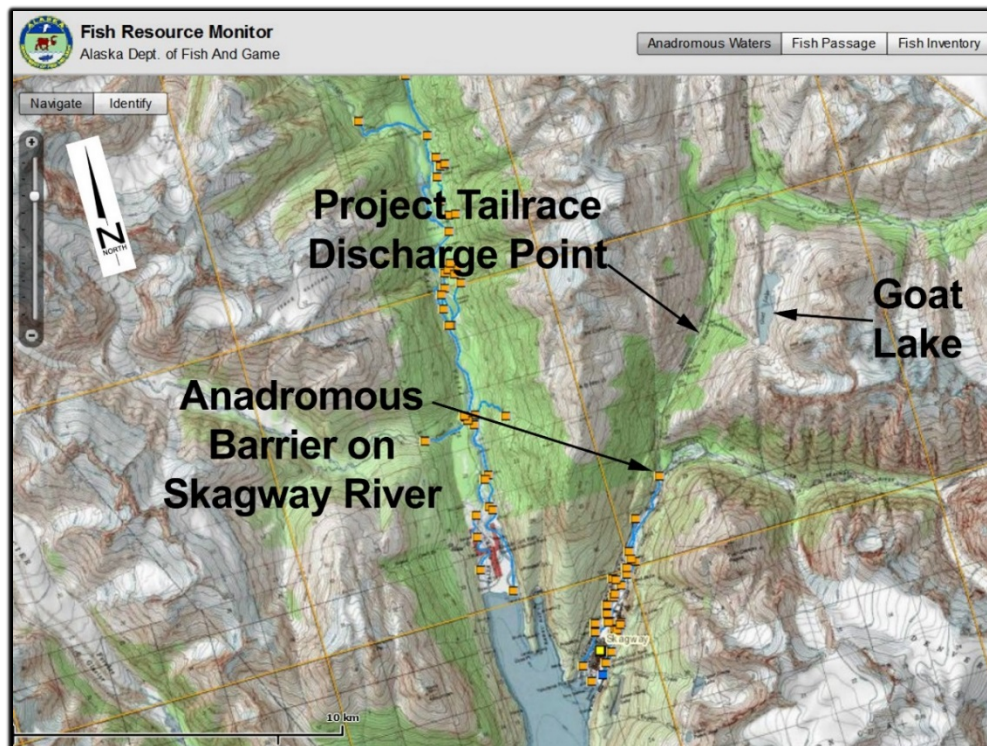 Fish Resource Monitor
Alaska Dept. of Fish And Game
Anadromous Waters
Fish Passage
Fish Inventory
Navigate
Identify
N
NORTH
Project Tailrace
Discharge Point
Goat
Lake
Anadromous
Barrier on
Skagway River
Skagway
10 km